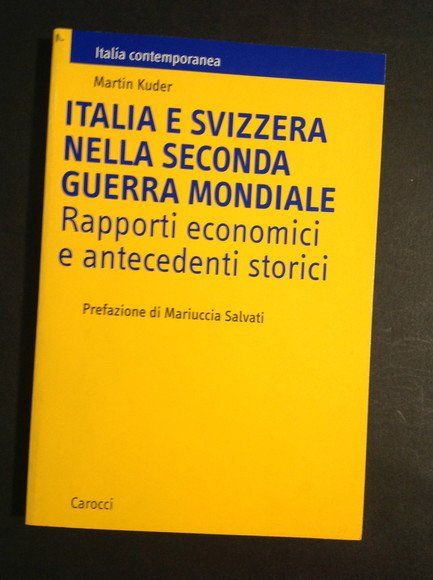 Italia contemporanea
Martin Kuder
ITALIA E SVIZZERA
NELLA SECONDA
GUERRA MONDIALE
Rapporti economici
e antecedenti storici
Prefazione di Mariuccia Salvati
Carocci